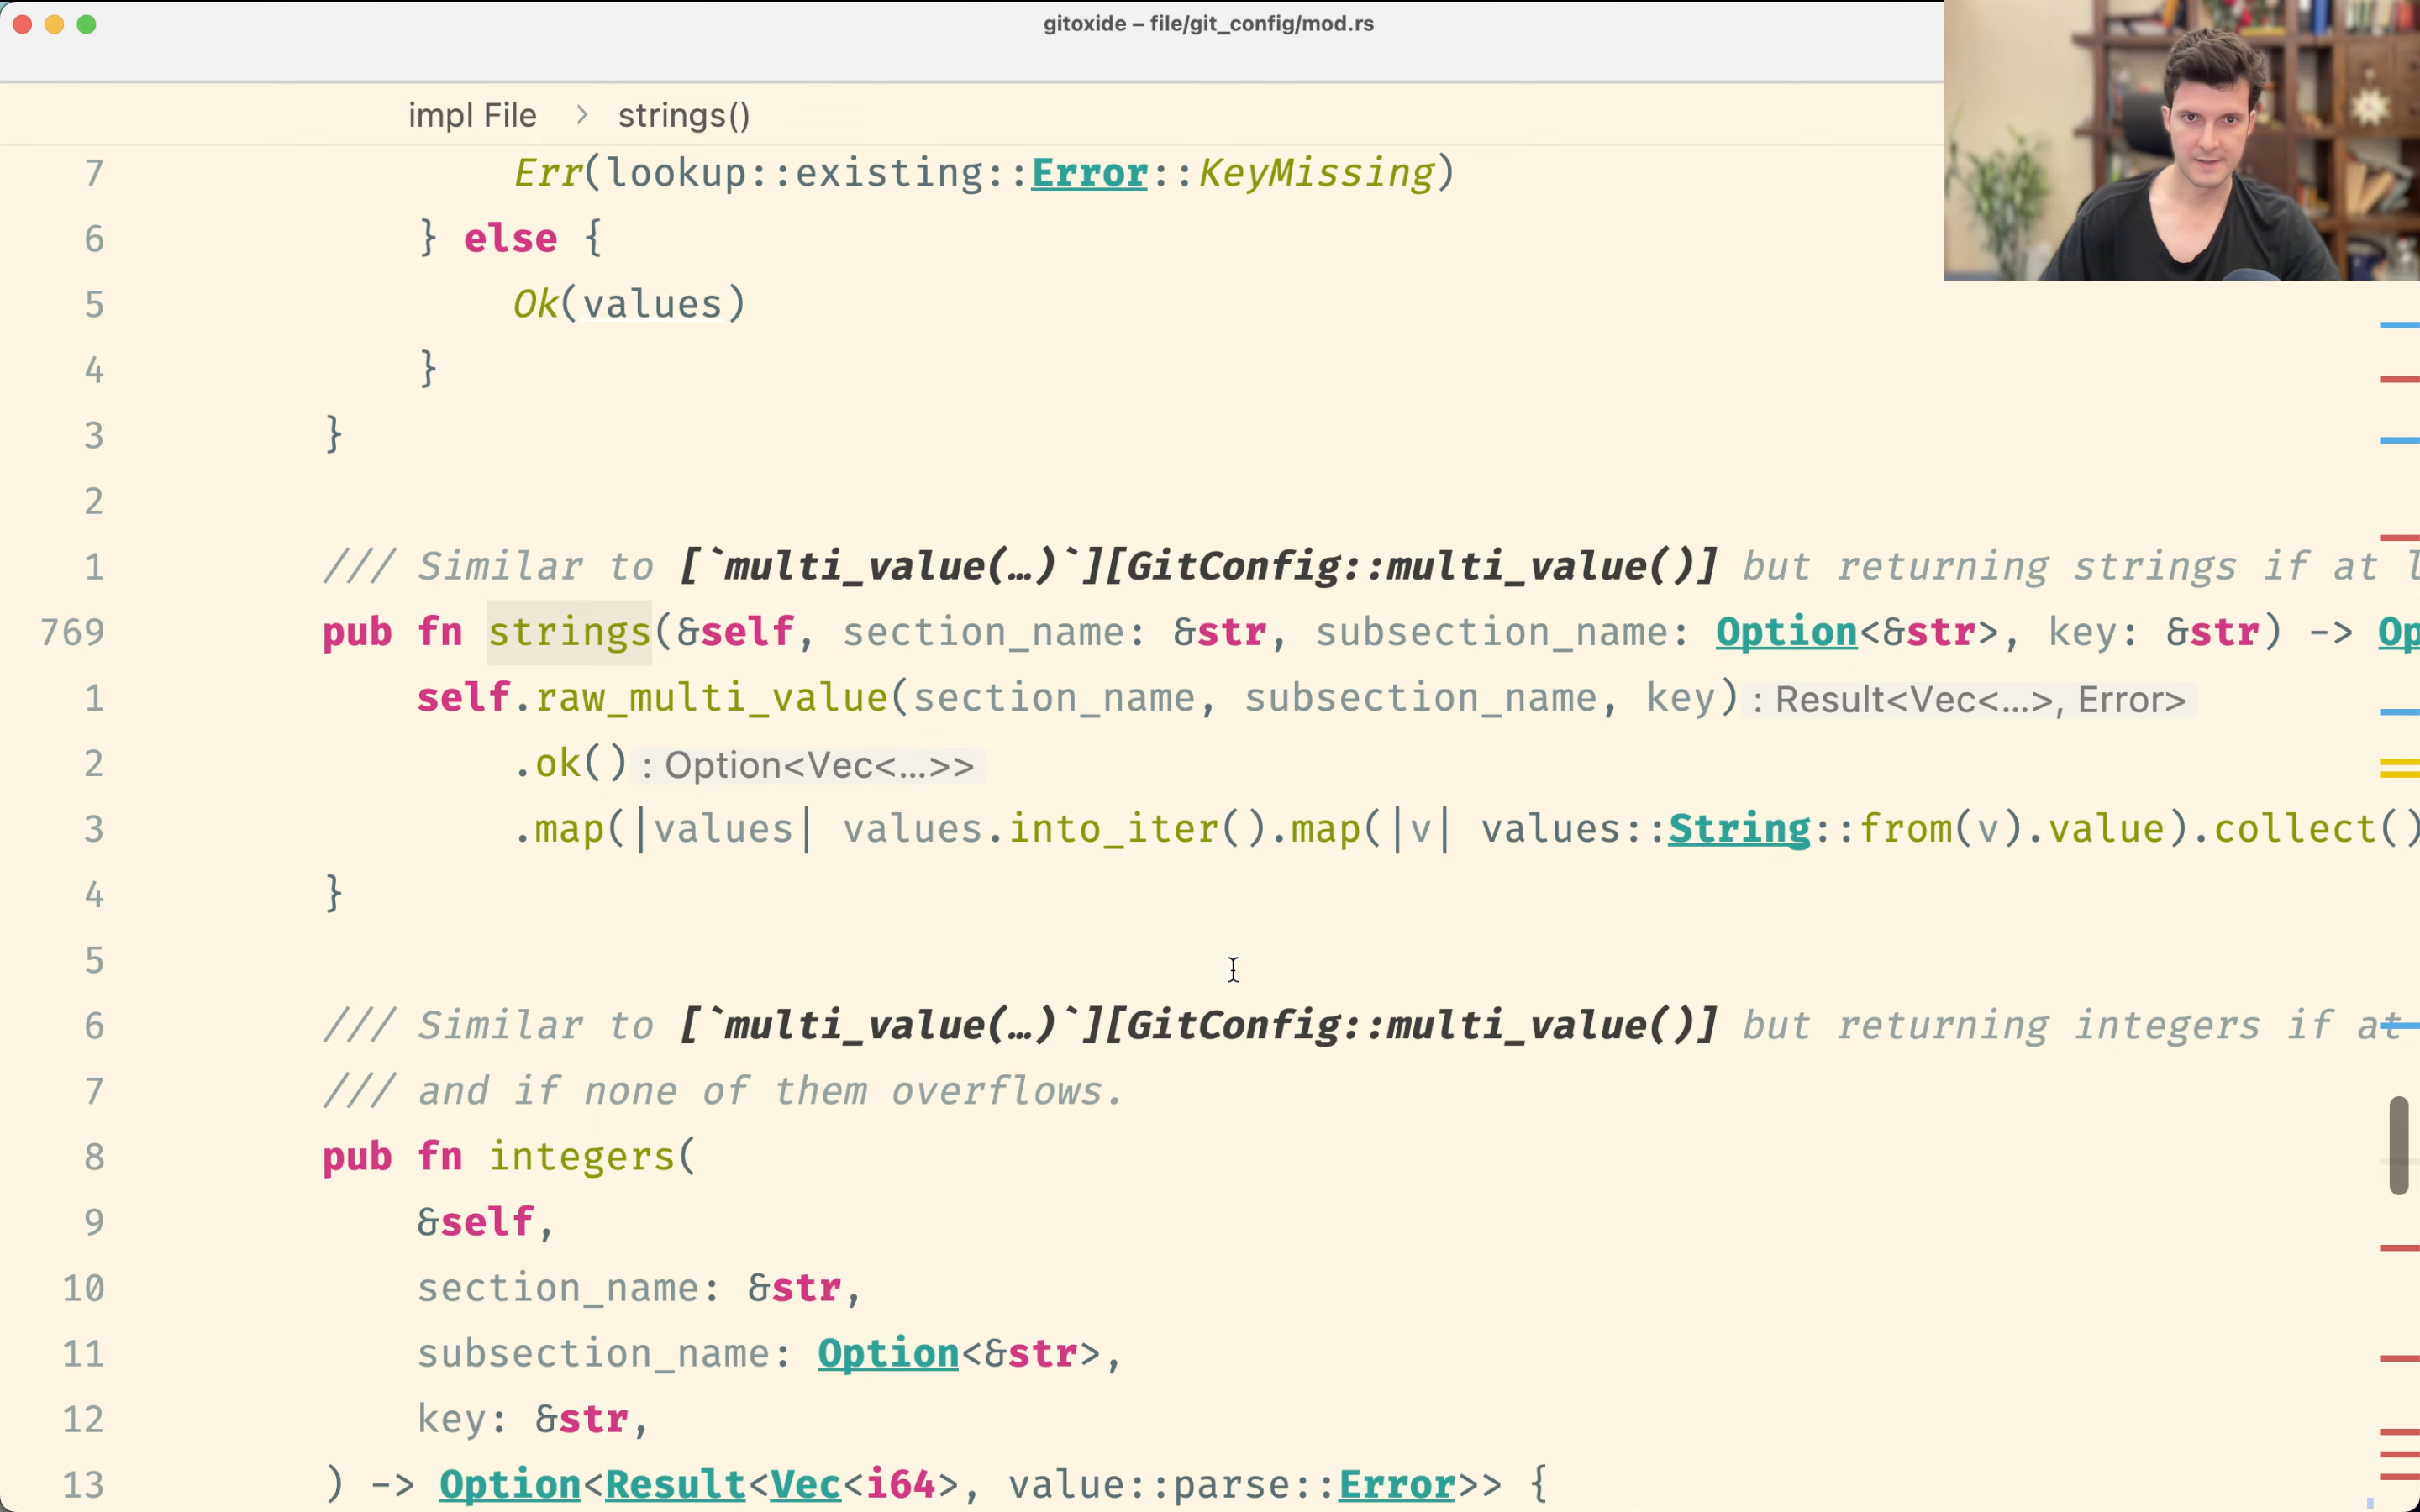 gitoxide – file/git_config/mod.rs
impl File > strings()
7 Err(lookup::existing::Error::KeyMissing)
6 } else {
5 Ok(values)
4 }
3 }
2
1 /// Similar to [`multi_value(…)`][GitConfig::multi_value()] but returning strings if at
769 pub fn strings(&self, section_name: &str, subsection_name: Option<&str>, key: &str) -> Op
1 self.raw_multi_value(section_name, subsection_name, key) : Result<Vec<…>, Error>
2 .ok() : Option<Vec<…>>
3 .map(|values| values.into_iter().map(|v| values::String::from(v).value).collect()
4 }
5
6 /// Similar to [`multi_value(…)`][GitConfig::multi_value()] but returning integers if at
7 /// and if none of them overflows.
8 pub fn integers(
9 &self,
10 section_name: &str,
11 subsection_name: Option<&str>,
12 key: &str,
13 ) -> Option<Result<Vec<i64>, value::parse::Error>> {